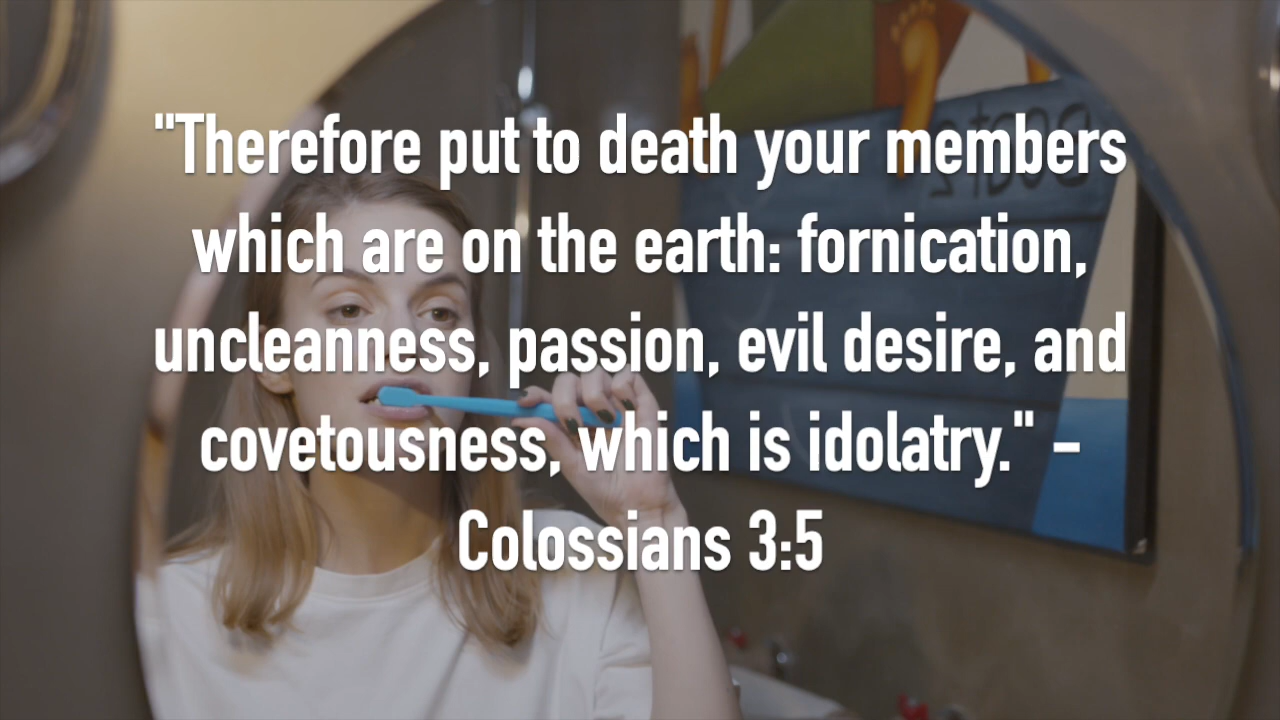 "Therefore put to death your members
which are on the earth: fornication,
uncleanness, passion, evil desire, and
covetousness, which is idolatry." –
Colossians 3:5